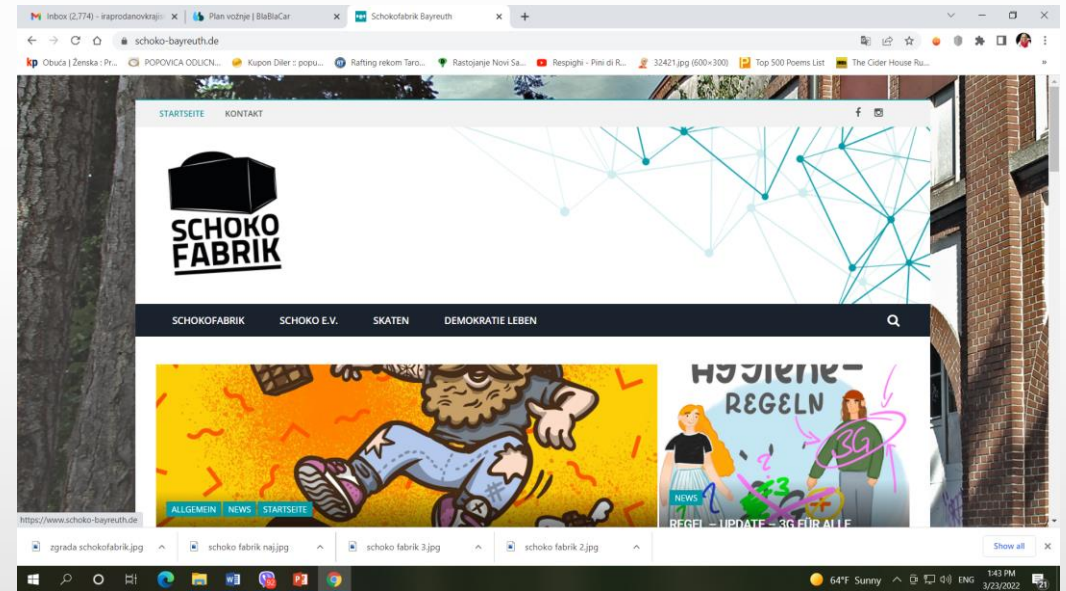 Inbox (2,774) - iraprodanovkrajin
Plan vožnje | BlaBlaCar
Schokofabrik Bayreuth
schoko-bayreuth.de
Obuća | Ženska : Pr...
POPOVICA ODLICN...
Kupon Diler :: popu...
Rafting rekom Taro...
Rastojanje Novi Sa...
Respighi - Pini di R...
32421.jpg (600×300)
Top 500 Poems List
The Cider House Ru...
STARTSEITE KONTAKT
SCHOKO
FABRIK
SCHOKOFABRIK SCHOKO E.V. SKATEN DEMOKRATIE LEBEN
ALLGEMEIN NEWS STARTSEITE
HYGIENE-
REGELN
3G
NEWS
REGEL – UPDATE – 3G FÜR ALLE
https://www.schoko-bayreuth.de
zgrada schokofabrik.jpg
schoko fabrik naj.jpg
schoko fabrik 3.jpg
schoko fabrik 2.jpg
Show all
64°F Sunny
ENG
1:43 PM
3/23/2022